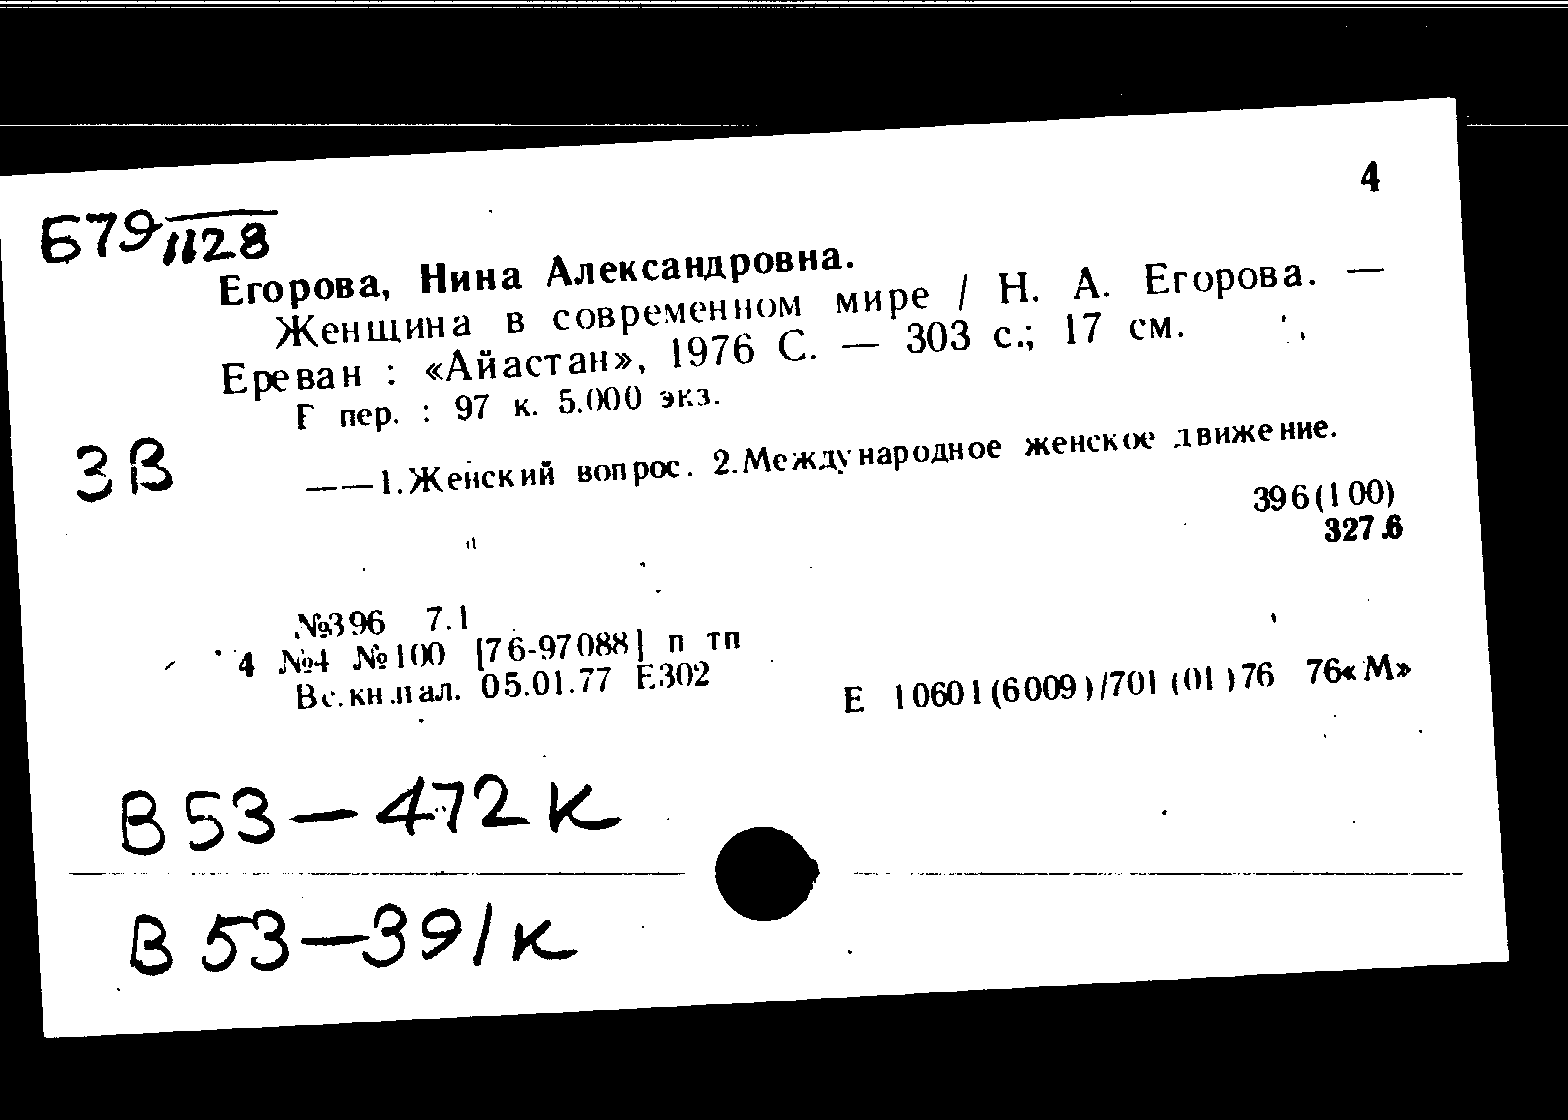 4
Б79/1128
Егорова, Нина Александровна.
Женщина в современном мире / Н. А. Егорова. —
Ереван : «Айастан», 1976 С. — 303 с.; 17 см.
Г пер. : 97 к. 5.000 экз.
3В
——1.Женский вопрос. 2.Международное женское движение.
396(100)
327.6
№396 7.1
4 №4 №100 [76-97088] п тп
Вс.кн.пал. 05.01.77 Е302
Е 10601(6009)/701(01)76 76«М»
В53—472к
В53—391к